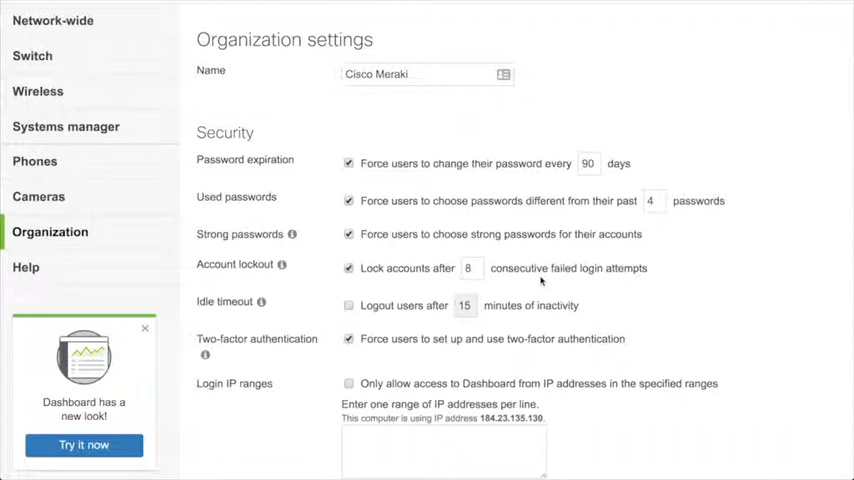 Network-wide
Switch
Wireless
Systems manager
Phones
Cameras
Organization
Help
Dashboard has a
new look!
Try it now
Organization settings
Name Cisco Meraki
Security
Password expiration Force users to change their password every 90 days
Used passwords Force users to choose passwords different from their past 4 passwords
Strong passwords Force users to choose strong passwords for their accounts
Account lockout Lock accounts after 8 consecutive failed login attempts
Idle timeout Logout users after 15 minutes of inactivity
Two-factor authentication Force users to set up and use two-factor authentication
Login IP ranges Only allow access to Dashboard from IP addresses in the specified ranges
Enter one range of IP addresses per line.
This computer is using IP address 184.23.135.130.